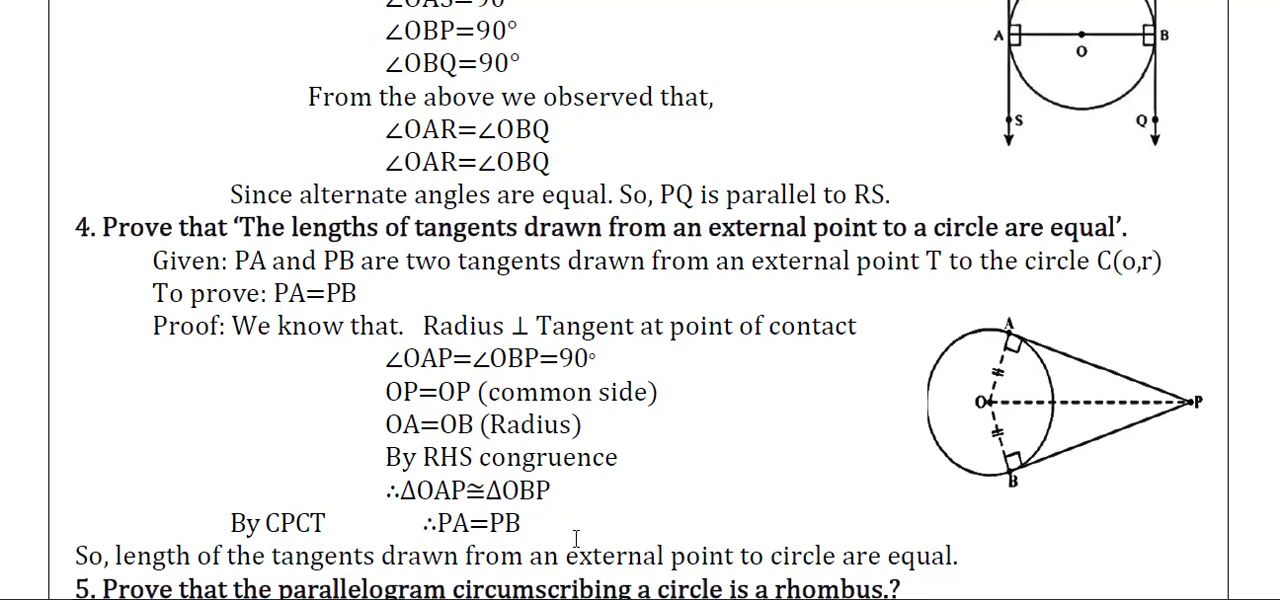 ∠OAS=90
∠OBP=90°
∠OBQ=90°
From the above we observed that,
∠OAR=∠OBQ
∠OAR=∠OBQ
Since alternate angles are equal. So, PQ is parallel to RS.
A
B
O
S
Q
4. Prove that ‘The lengths of tangents drawn from an external point to a circle are equal’.
Given: PA and PB are two tangents drawn from an external point T to the circle C(o,r)
To prove: PA=PB
Proof: We know that. Radius ⊥ Tangent at point of contact
∠OAP=∠OBP=90°
OP=OP (common side)
OA=OB (Radius)
By RHS congruence
∴ΔOAP≅ΔOBP
By CPCT ∴PA=PB
A
O
P
B
So, length of the tangents drawn from an external point to circle are equal.
5. Prove that the parallelogram circumscribing a circle is a rhombus.?